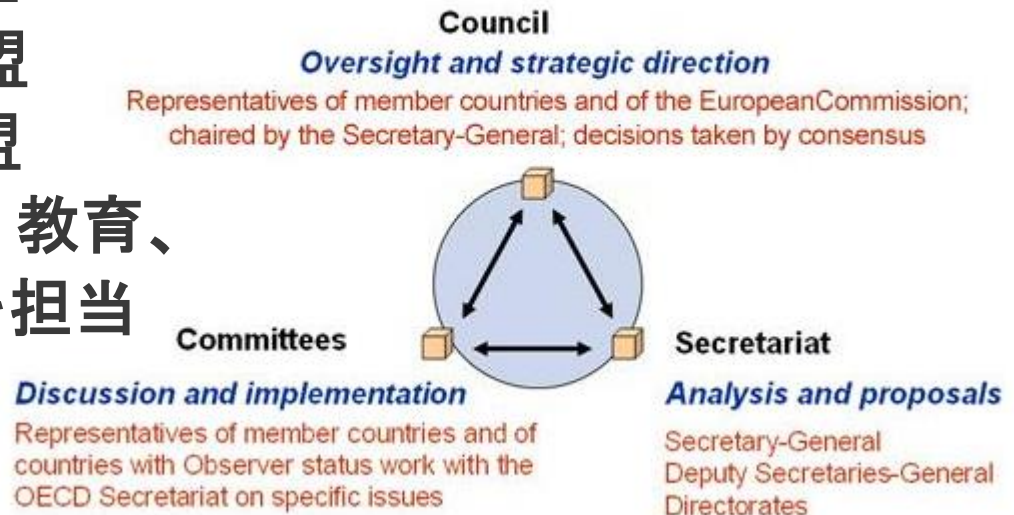 盟
盟
教育、
担当
Council
Oversight and strategic direction
Representatives of member countries and of the EuropeanCommission;
chaired by the Secretary-General; decisions taken by consensus
Committees
Discussion and implementation
Representatives of member countries and of
countries with Observer status work with the
OECD Secretariat on specific issues
Secretariat
Analysis and proposals
Secretary-General
Deputy Secretaries-General
Directorates